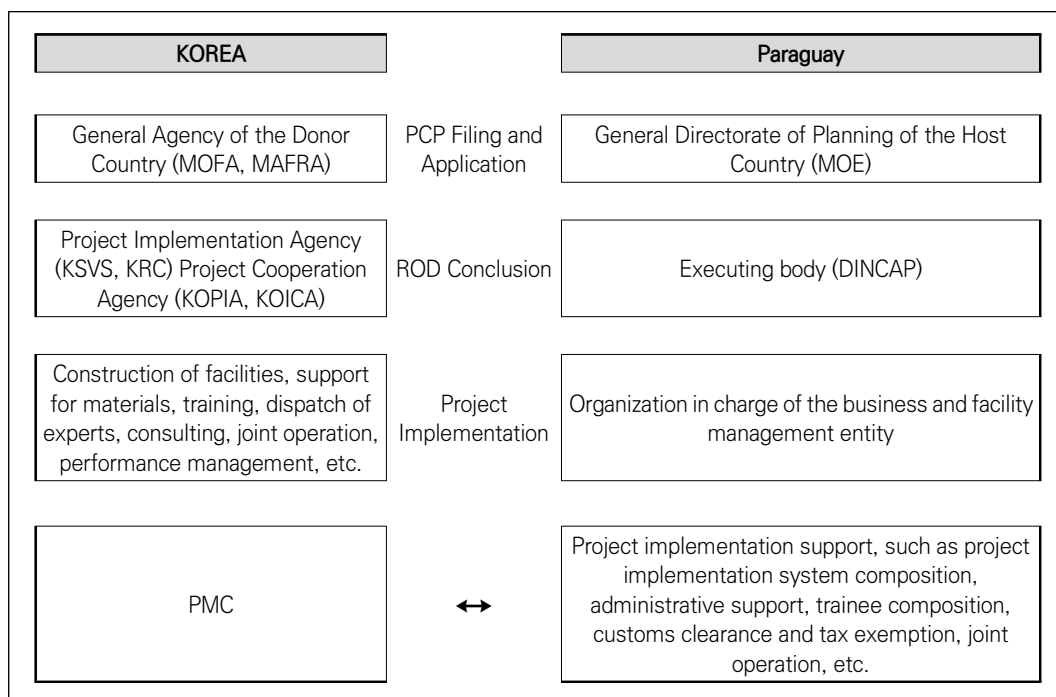 KOREA
Paraguay
General Agency of the Donor
Country (MOFA, MAFRA)
PCP Filing and
Application
General Directorate of Planning of the Host
Country (MOE)
Project Implementation Agency
(KSVS, KRC) Project Cooperation
Agency (KOPIA, KOICA)
ROD Conclusion
Executing body (DINCAP)
Construction of facilities, support
for materials, training, dispatch of
experts, consulting, joint operation,
performance management, etc.
Project
Implementation
Organization in charge of the business and facility
management entity
PMC
↔
Project implementation support, such as project
implementation system composition,
administrative support, trainee composition,
customs clearance and tax exemption, joint
operation, etc.